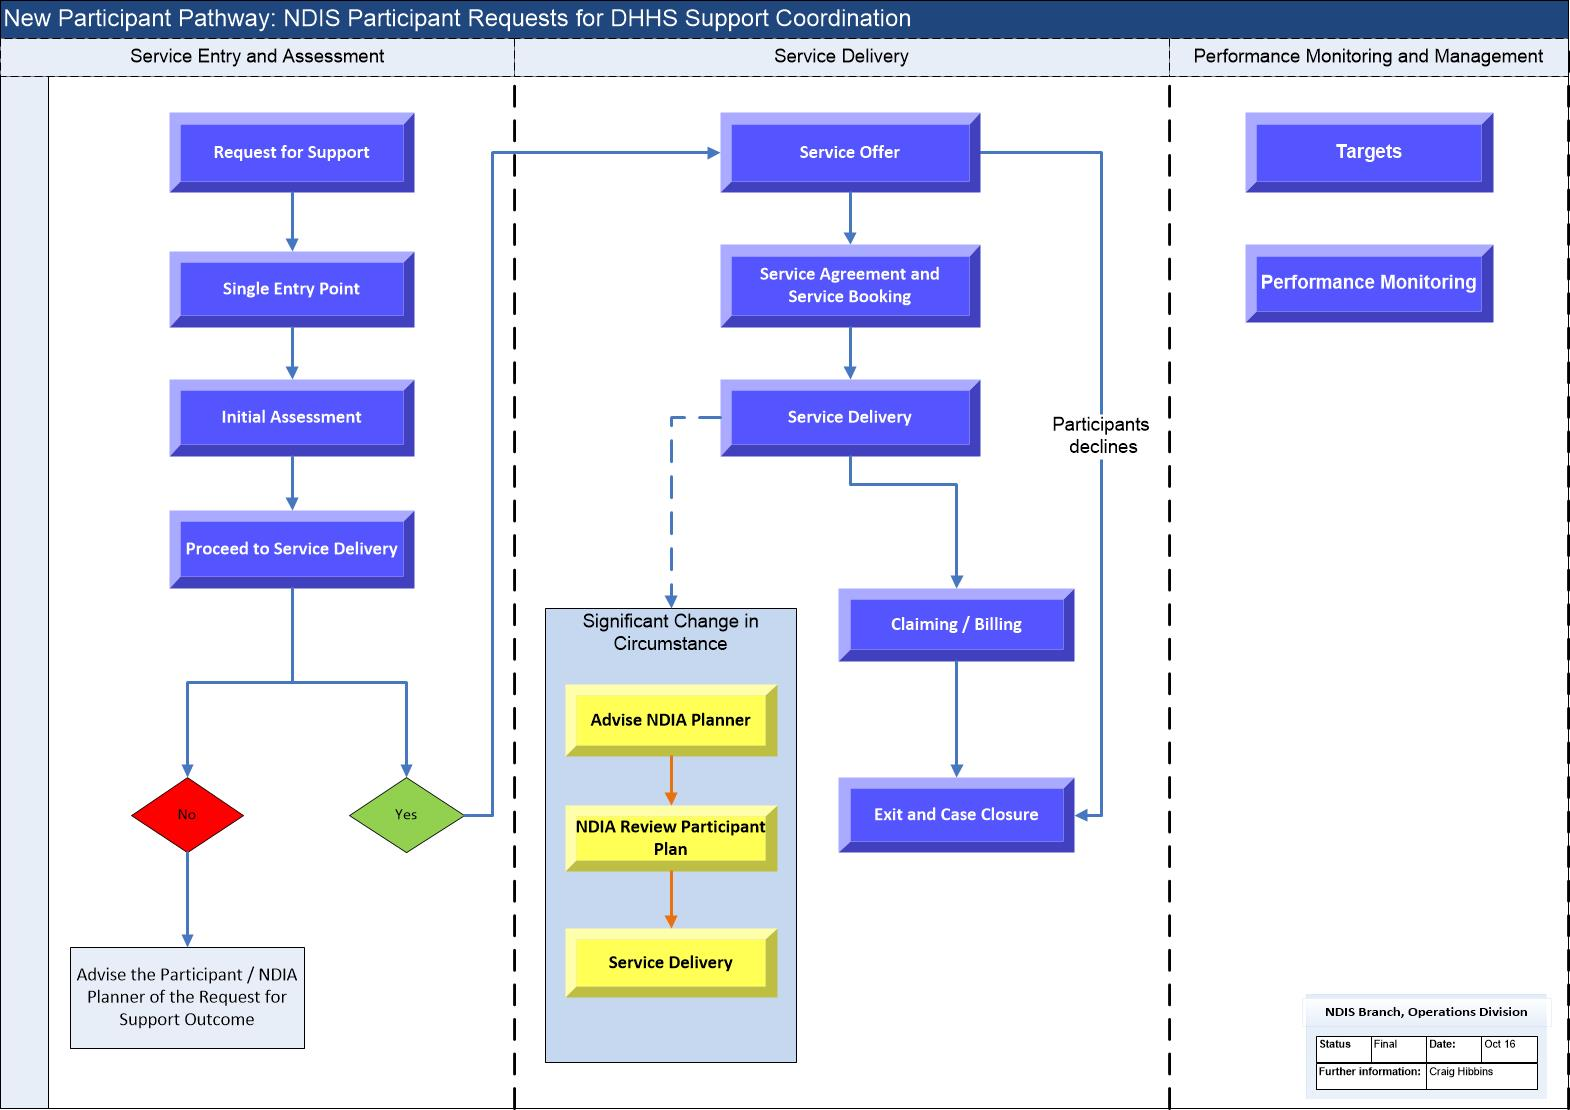 New Participant Pathway: NDIS Participant Requests for DHHS Support Coordination
Service Entry and Assessment
Service Delivery
Performance Monitoring and Management
Request for Support
Single Entry Point
Initial Assessment
Proceed to Service Delivery
No
Yes
Advise the Participant / NDIA
Planner of the Request for
Support Outcome
Service Offer
Service Agreement and
Service Booking
Service Delivery
Participants
declines
Significant Change in
Circumstance
Advise NDIA Planner
NDIA Review Participant
Plan
Service Delivery
Claiming / Billing
Exit and Case Closure
Targets
Performance Monitoring
NDIS Branch, Operations Division
Status Final Date: Oct 16
Further information: Craig Hibbins